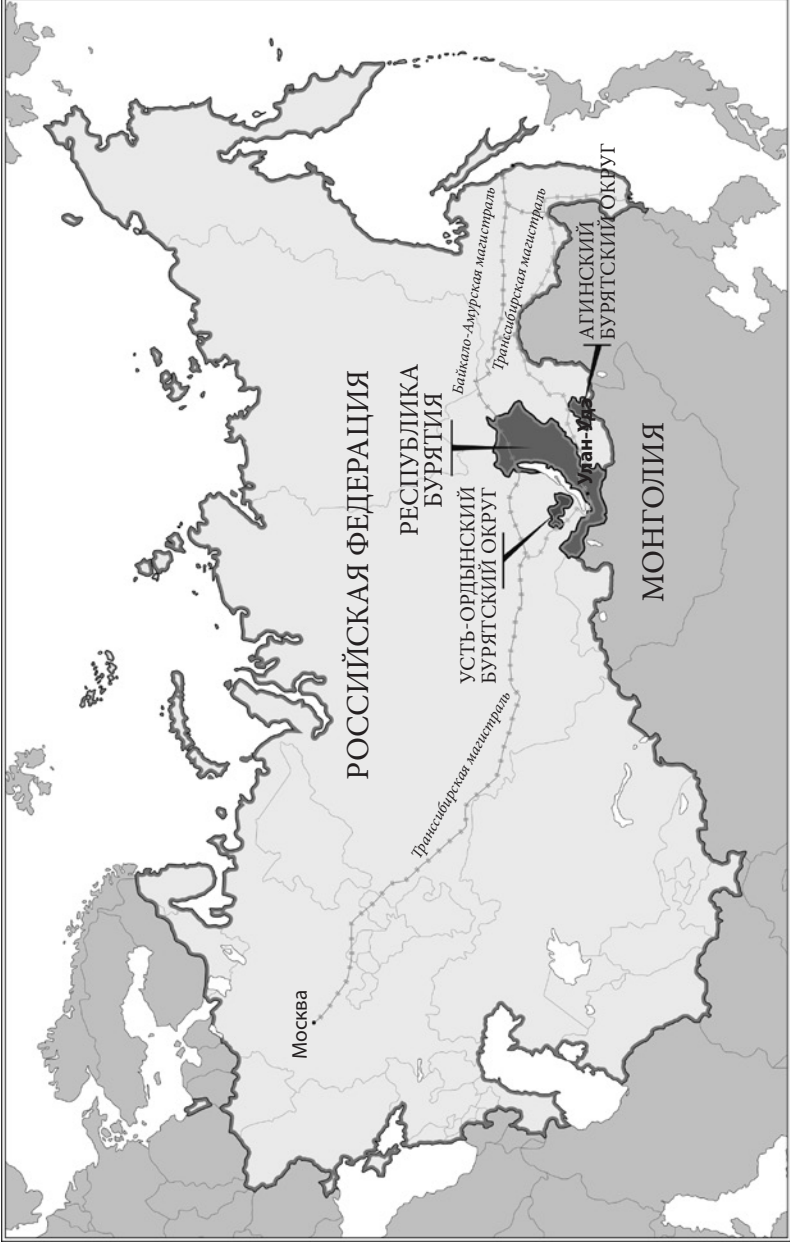 РОССИЙСКАЯ ФЕДЕРАЦИЯ
Москва
Транссибирская магистраль
РЕСПУБЛИКА
БУРЯТИЯ
Байкало-Амурская магистраль
Транссибирская магистраль
УСТЬ-ОРДЫНСКИЙ
БУРЯТСКИЙ ОКРУГ
Улан-Удэ
АГИНСКИЙ
БУРЯТСКИЙ ОКРУГ
МОНГОЛИЯ